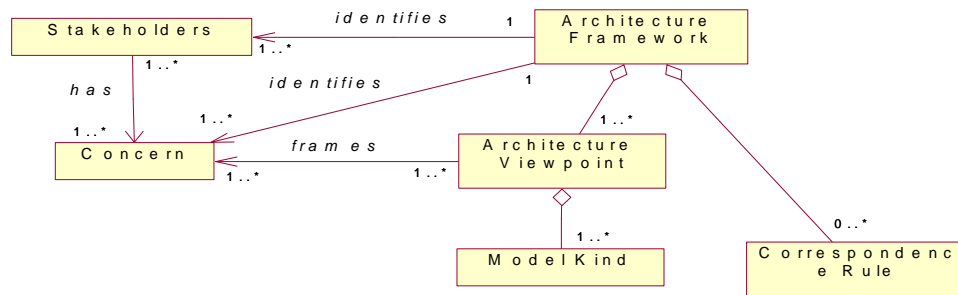 Stakeholders
identifies
1
1..*
Architecture
Framework
1..*
has
identifies
1
1..*
1..*
1..*
Concern
frames
1..*
1..*
Architecture
Viewpoint
1..*
ModelKind
0..*
Correspondenc
e Rule